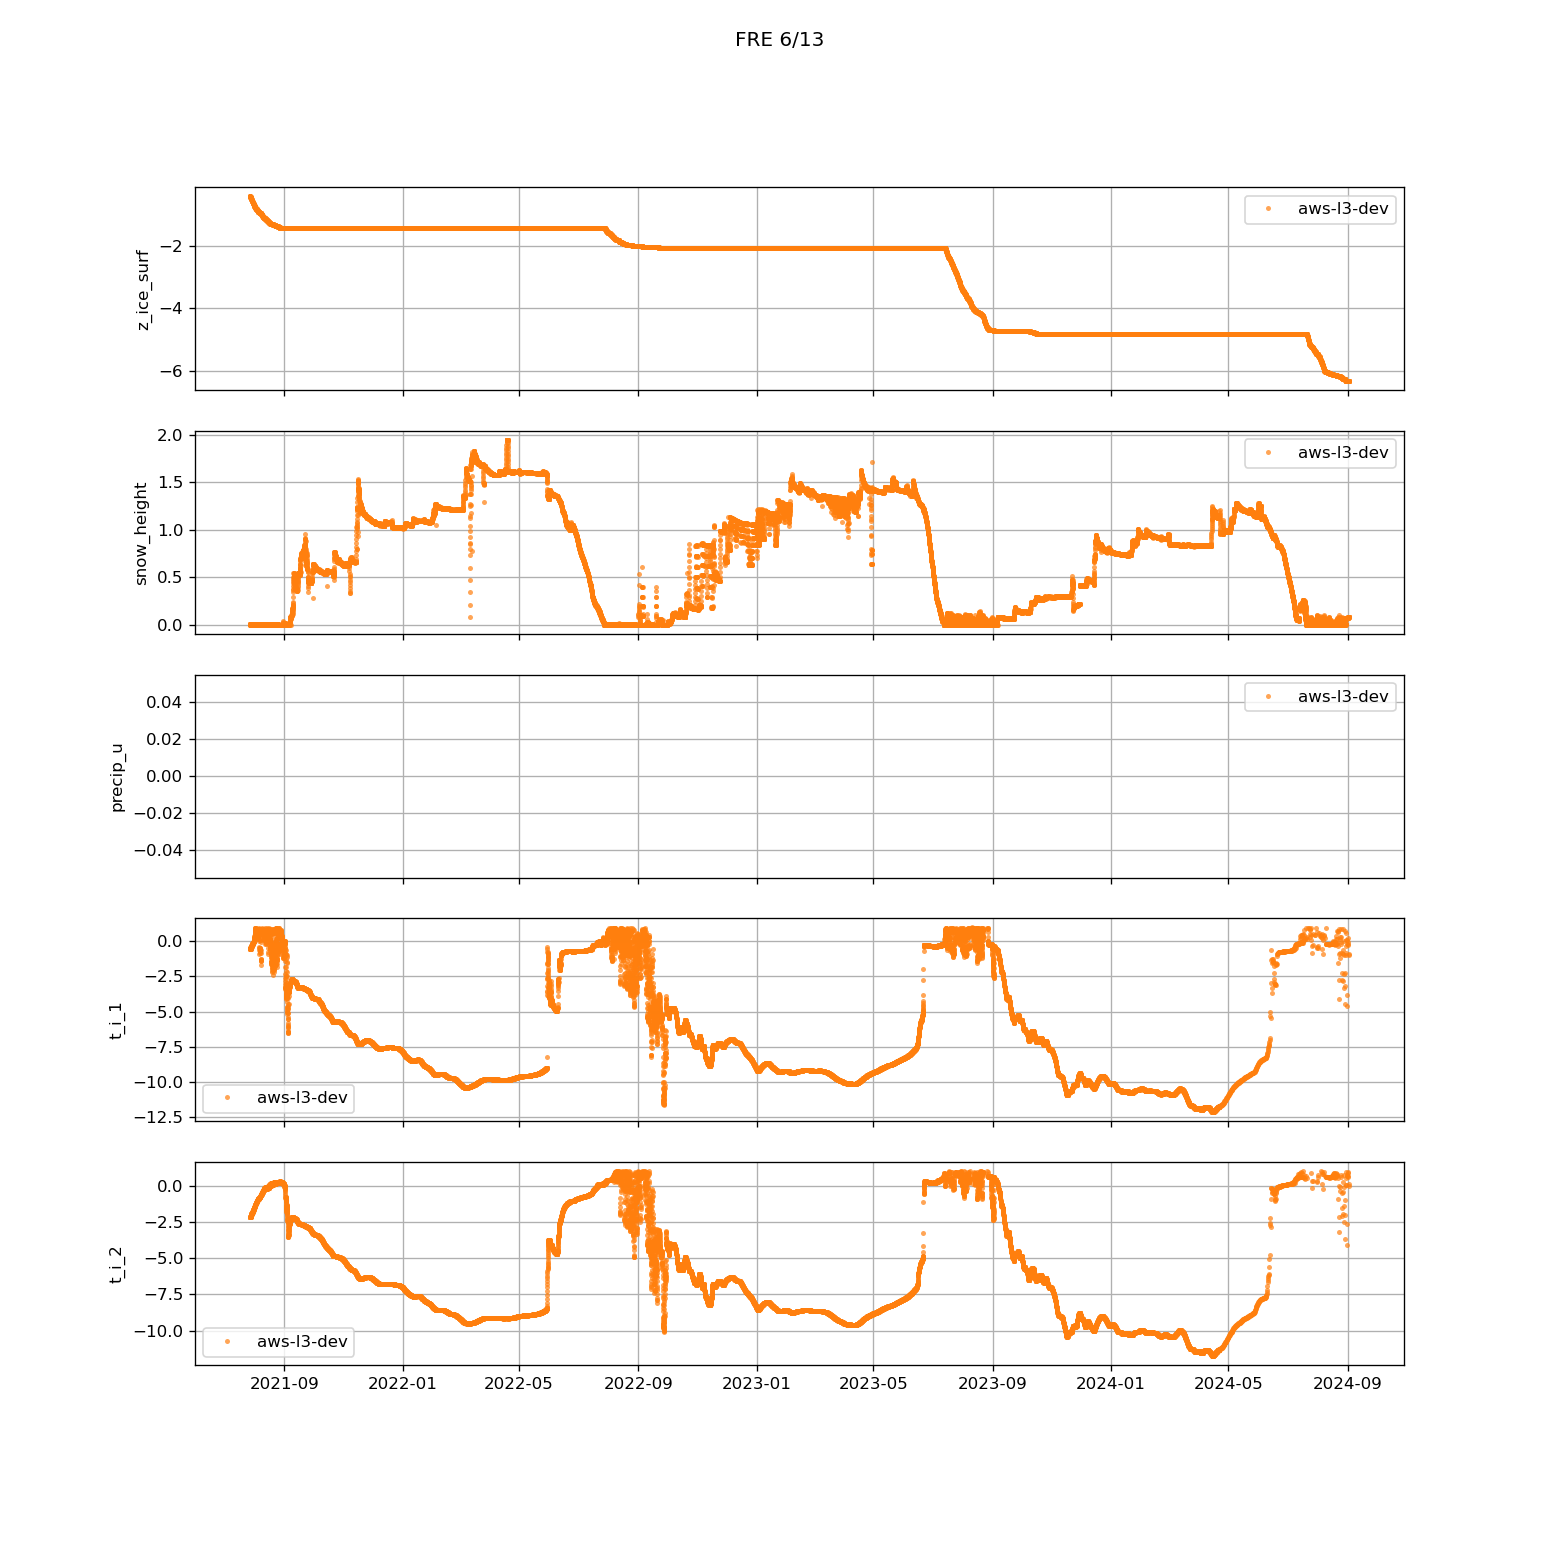 FRE 6/13
aws-l3-dev
−2
−4
−6
z_ice_surf
aws-l3-dev
2.0
1.5
1.0
0.5
0.0
snow_height
aws-l3-dev
0.04
0.02
0.00
−0.02
−0.04
precip_u
0.0
−2.5
−5.0
−7.5
−10.0
−12.5
t_i_1
aws-l3-dev
0.0
−2.5
−5.0
−7.5
−10.0
t_i_2
aws-l3-dev
2021-09 2022-01 2022-05 2022-09 2023-01 2023-05 2023-09 2024-01 2024-05 2024-09